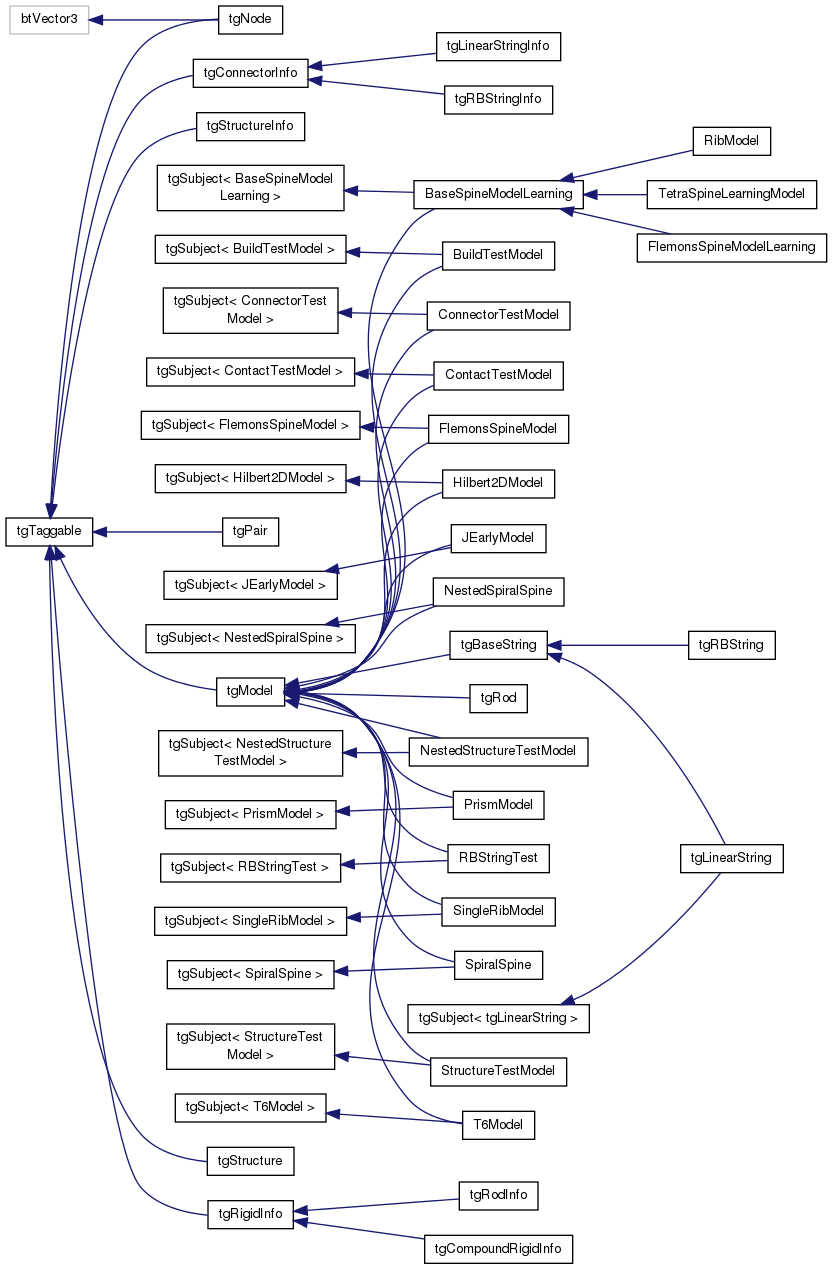 btVector3
tgNode
tgLinearStringInfo
tgConnectorInfo
tgRBStringInfo
tgStructureInfo
RibModel
tgSubject< BaseSpineModel
Learning >
BaseSpineModelLearning
TetraSpineLearningModel
FlemonsSpineModelLearning
tgSubject< BuildTestModel >
BuildTestModel
tgSubject< ConnectorTest
Model >
ConnectorTestModel
tgSubject< ContactTestModel >
ContactTestModel
tgSubject< FlemonsSpineModel >
FlemonsSpineModel
tgSubject< Hilbert2DModel >
Hilbert2DModel
tgTaggable
tgPair
JEarlyModel
tgSubject< JEarlyModel >
NestedSpiralSpine
tgSubject< NestedSpiralSpine >
tgBaseString
tgRBString
tgModel
tgRod
tgSubject< NestedStructure
TestModel >
NestedStructureTestModel
tgSubject< PrismModel >
PrismModel
tgSubject< RBStringTest >
RBStringTest
tgLinearString
tgSubject< SingleRibModel >
SingleRibModel
tgSubject< SpiralSpine >
SpiralSpine
tgSubject< tgLinearString >
tgSubject< StructureTest
Model >
StructureTestModel
tgSubject< T6Model >
T6Model
tgStructure
tgRodInfo
tgRigidInfo
tgCompoundRigidInfo